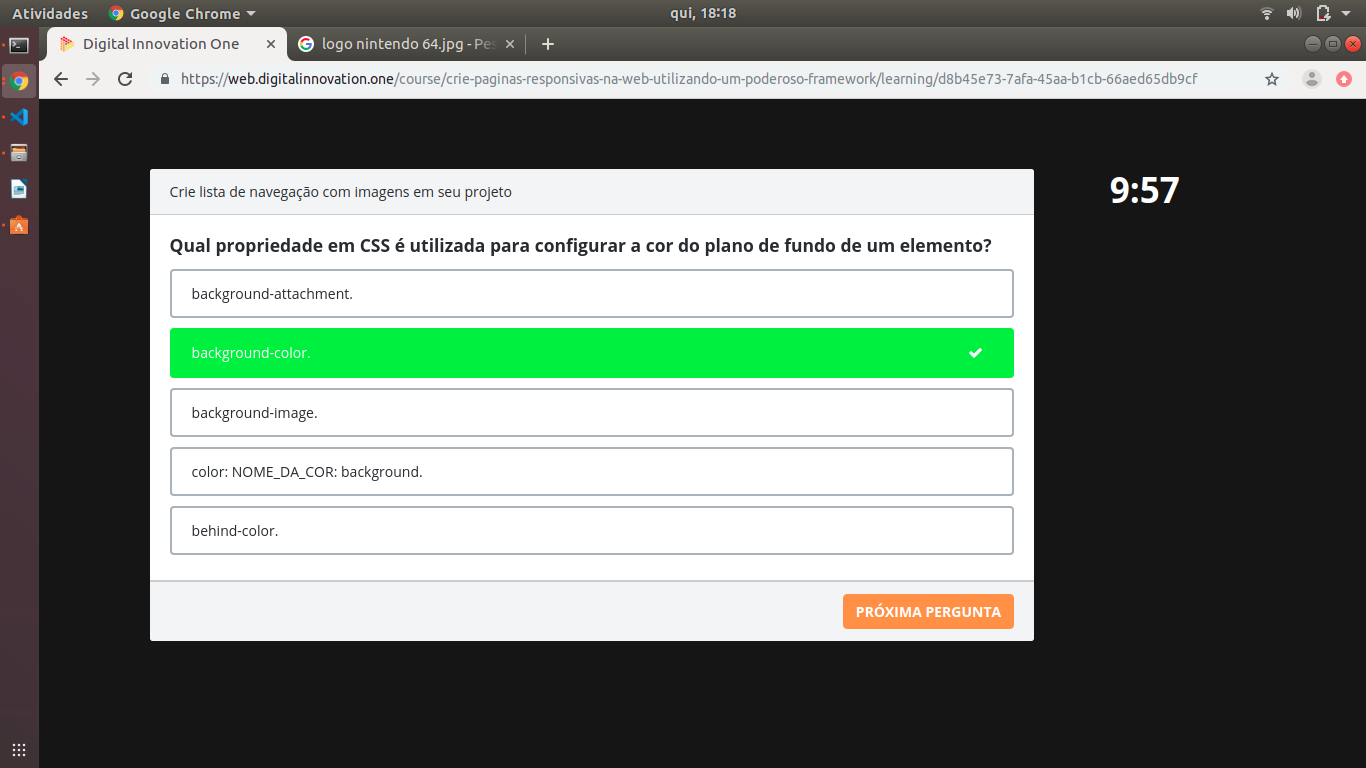 Atividades Google Chrome qui, 18:18
Digital Innovation One logo nintendo 64.jpg - Pes
https://web.digitalinnovation.one/course/crie-paginas-responsivas-na-web-utilizando-um-poderoso-framework/learning/d8b45e73-7afa-45aa-b1cb-66aed65db9cf
Crie lista de navegação com imagens em seu projeto
9:57
Qual propriedade em CSS é utilizada para configurar a cor do plano de fundo de um elemento?
background-attachment.
background-color.
background-image.
color: NOME_DA_COR: background.
behind-color.
PRÓXIMA PERGUNTA